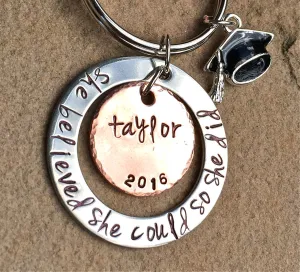 she believed she could so she did
taylor
2016